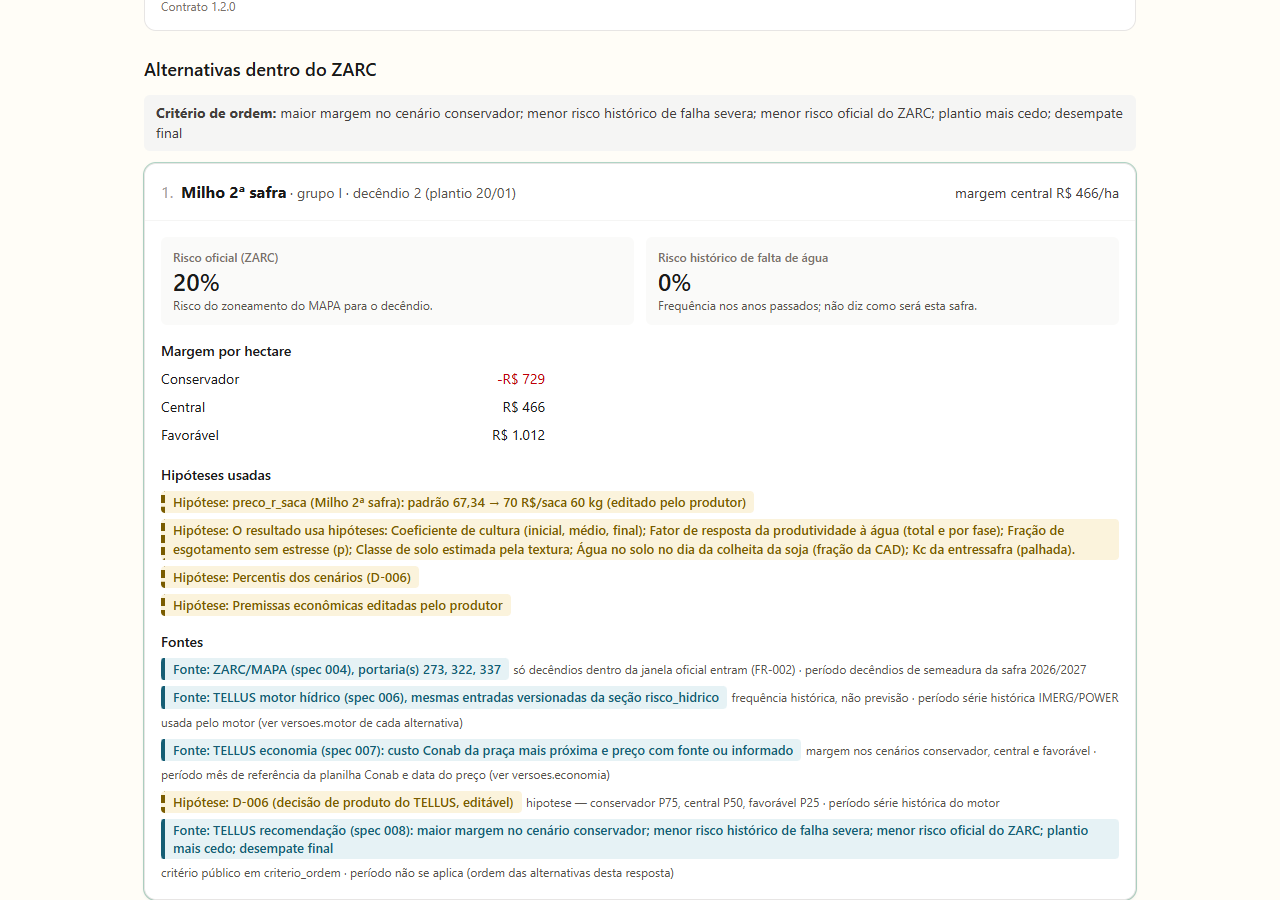 Contrato 1.2.0
Alternativas dentro do ZARC
Critério de ordem: maior margem no cenário conservador; menor risco histórico de falha severa; menor risco oficial do ZARC; plantio mais cedo; desempate
final
1. Milho 2ª safra · grupo I · decêndio 2 (plantio 20/01)
margem central R$ 466/ha
Risco oficial (ZARC)
20%
Risco do zoneamento do MAPA para o decêndio.
Risco histórico de falta de água
0%
Frequência nos anos passados; não diz como será esta safra.
Margem por hectare
Conservador -R$ 729
Central R$ 466
Favorável R$ 1.012
Hipóteses usadas
Hipótese: preco_r_saca (Milho 2ª safra): padrão 67,34 → 70 R$/saca 60 kg (editado pelo produtor)
Hipótese: O resultado usa hipóteses: Coeficiente de cultura (inicial, médio, final); Fator de resposta da produtividade à água (total e por fase); Fração de
esgotamento sem estresse (p); Classe de solo estimada pela textura; Água no solo no dia da colheita da soja (fração da CAD); Kc da entressafra (palhada).
Hipótese: Percentis dos cenários (D-006)
Hipótese: Premissas econômicas editadas pelo produtor
Fontes
Fonte: ZARC/MAPA (spec 004), portaria(s) 273, 322, 337 só decêndios dentro da janela oficial entram (FR-002) · período decêndios de semeadura da safra 2026/2027
Fonte: TELLUS motor hídrico (spec 006), mesmas entradas versionadas da seção risco_hidrico frequência histórica, não previsão · período série histórica IMERG/POWER
usada pelo motor (ver versoes.motor de cada alternativa)
Fonte: TELLUS economia (spec 007): custo Conab da praça mais próxima e preço com fonte ou informado margem nos cenários conservador, central e favorável ·
período mês de referência da planilha Conab e data do preço (ver versoes.economia)
Hipótese: D-006 (decisão de produto do TELLUS, editável) hipotese — conservador P75, central P50, favorável P25 · período série histórica do motor
Fonte: TELLUS recomendação (spec 008): maior margem no cenário conservador; menor risco histórico de falha severa; menor risco oficial do ZARC; plantio
mais cedo; desempate final
critério público em criterio_ordem · período não se aplica (ordem das alternativas desta resposta)